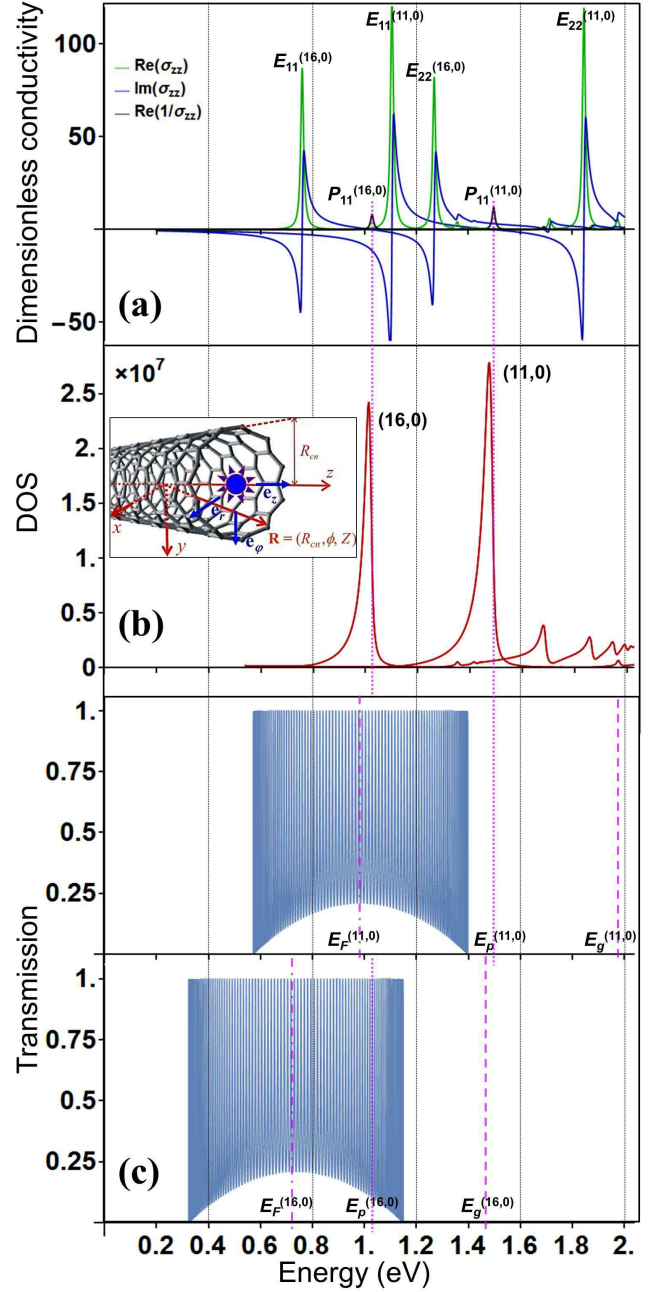 Dimensionless conductivity
100
50
−50
Re(σzz)
Im(σzz)
Re(1/σzz)
E11(16,0)
E11(11,0)
E22(16,0)
E22(11,0)
P11(16,0)
P11(11,0)
(a)
×10^7
DOS
2.5
2.
1.5
1
0.5
0
(16,0)
(11,0)
Rcn
z
ez
er
x
y
eφ
R = (Rcn, ϕ, Z)
(b)
Transmission
1.
0.75
0.5
0.25
EF(11,0)
Ep(11,0)
Eg(11,0)
1.
0.75
0.5
0.25
(c)
EF(16,0)
Ep(16,0)
Eg(16,0)
0.2 0.4 0.6 0.8 1. 1.2 1.4 1.6 1.8 2.
Energy (eV)